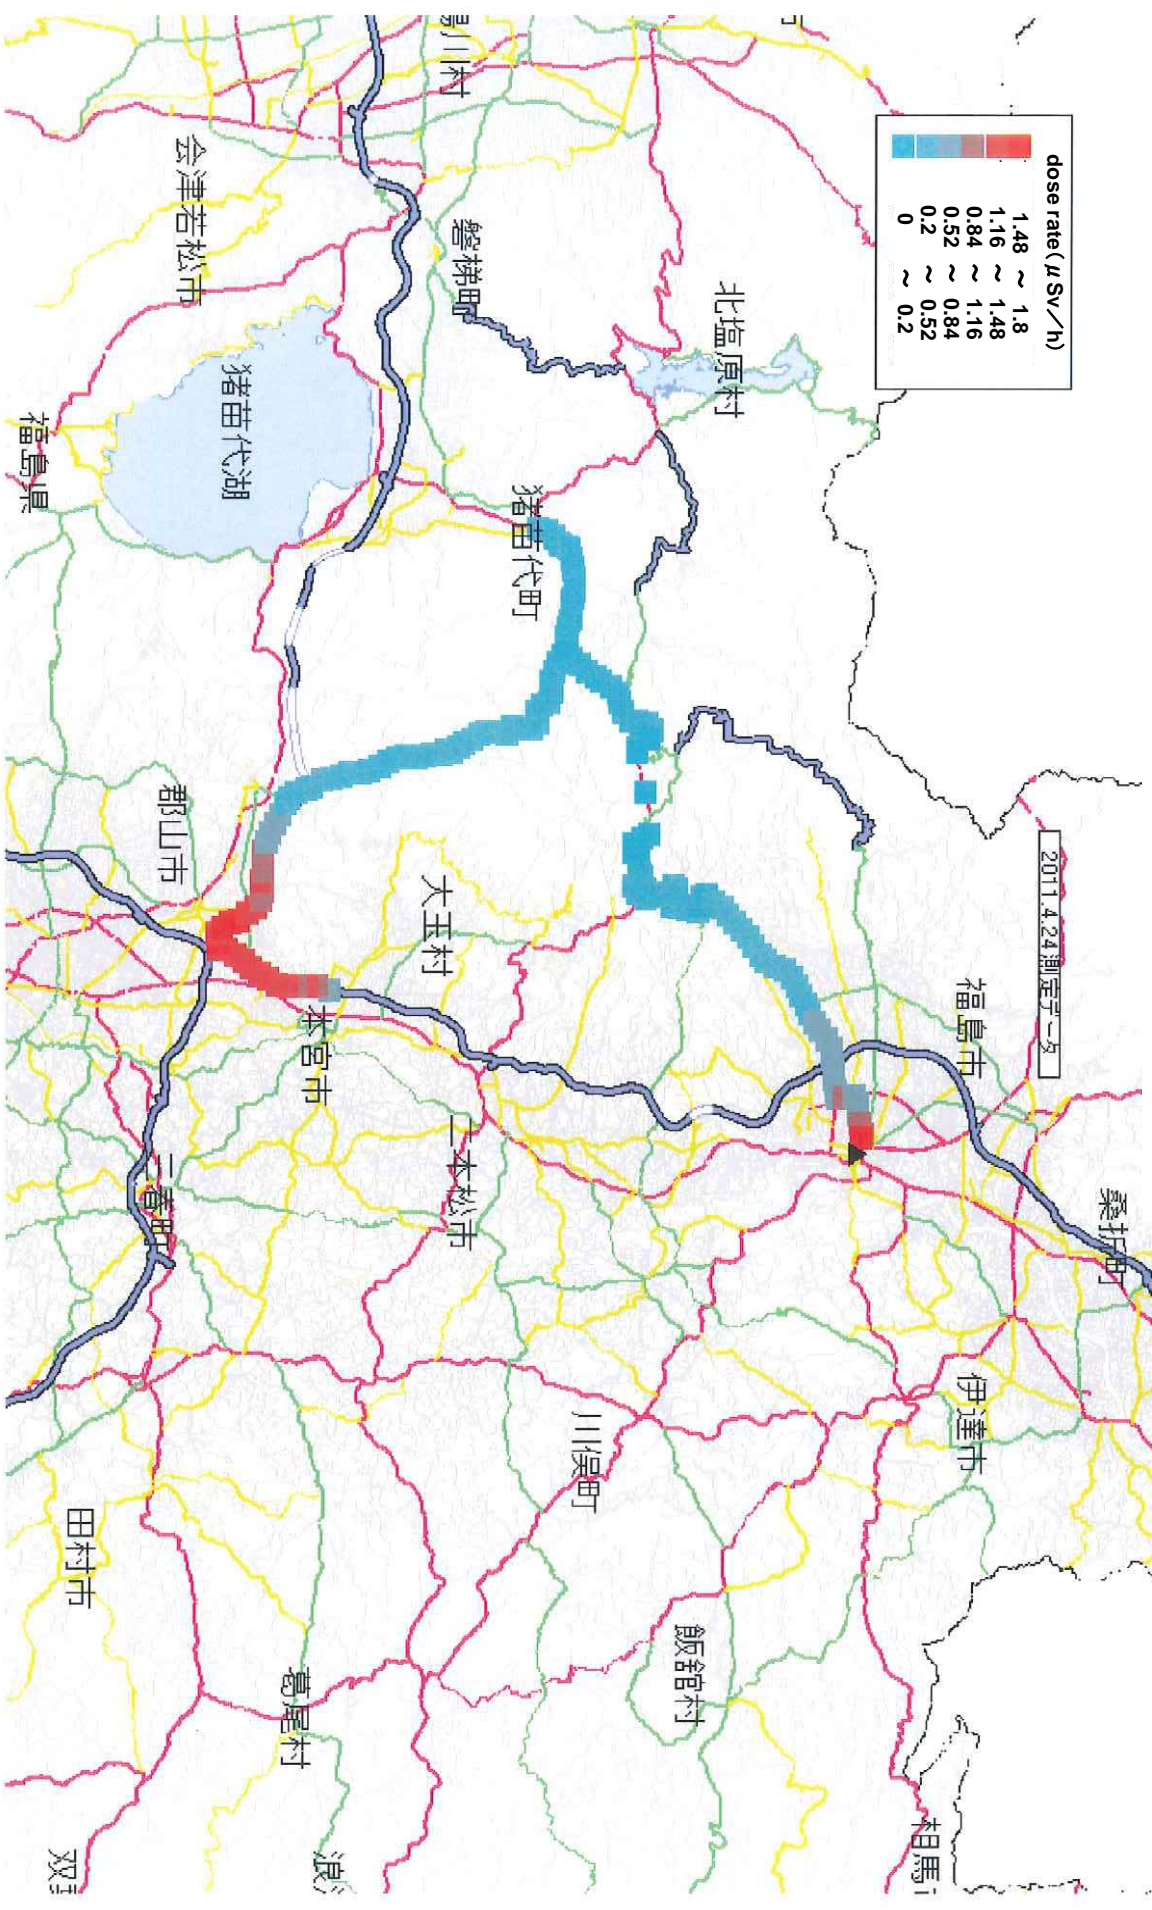 dose rate(μSv/h)
1.48 ~ 1.8
1.16 ~ 1.48
0.84 ~ 1.16
0.52 ~ 0.84
0.2 ~ 0.52
0 ~ 0.2
2011.4.24測定データ
桑折町
福島市
伊達市
相馬
北塩原村
飯舘村
川俣町
猪苗代町
磐梯町
湯川村
二本松市
大玉村
本宮市
浪
葛尾村
猪苗代湖
会津若松市
郡山市
三春町
田村市
双
福島県